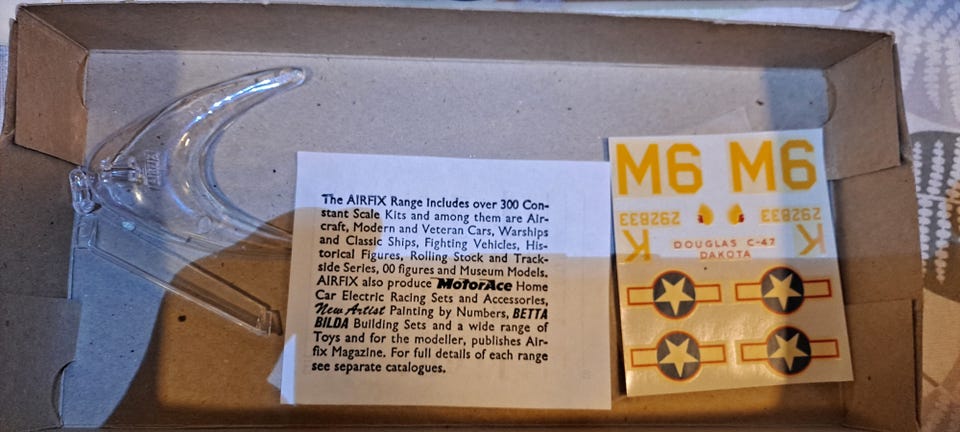 AIRFIX
The AIRFIX Range Includes over 300 Con-
stant Scale Kits and among them are Air-
craft, Modern and Veteran Cars, Warships
and Classic Ships, Fighting Vehicles, His-
torical Figures, Rolling Stock and Track-
side Series, 00 figures and Museum Models.
AIRFIX also produce MotorAce Home
Car Electric Racing Sets and Accessories,
New Artist Painting by Numbers, BETTA
BILDA Building Sets and a wide range of
Toys and for the modeller, publishes Air-
fix Magazine. For full details of each range
see separate catalogues.
M6 M6
292833 292833
K K
DOUGLAS C-47
DAKOTA